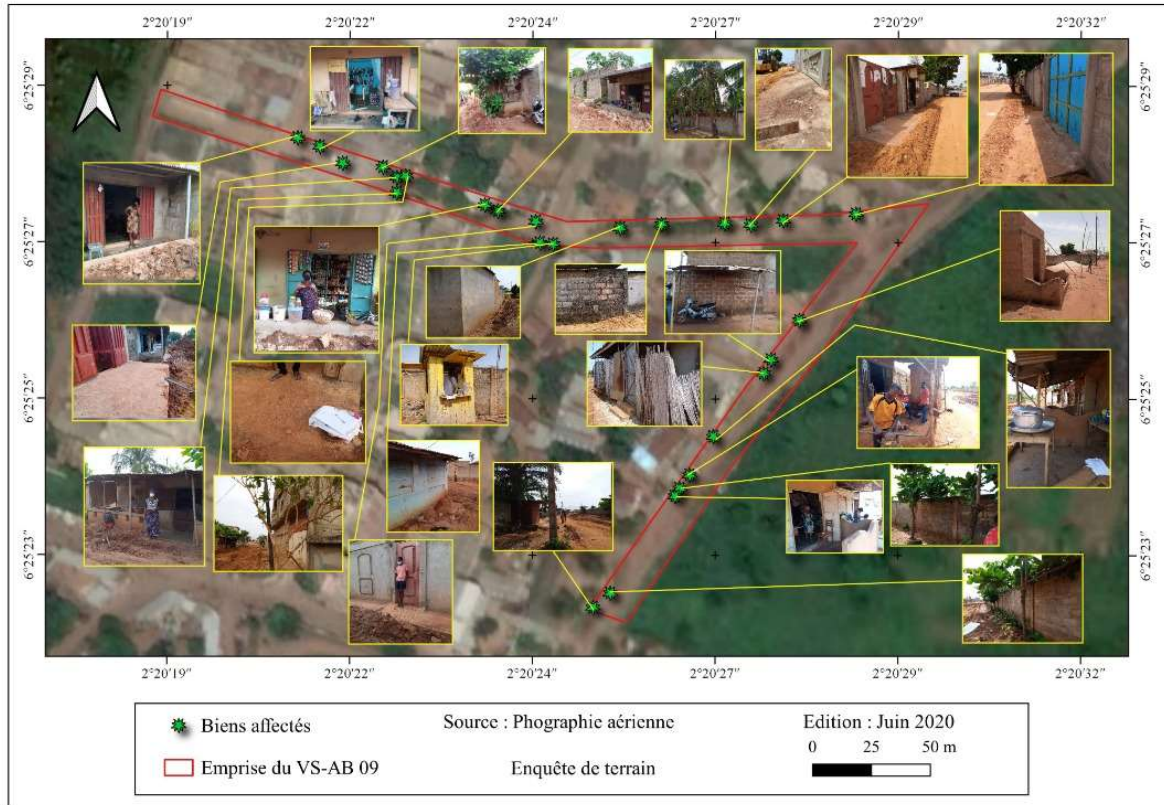 2°20'19" 2°20'22" 2°20'24" 2°20'27" 2°20'29" 2°20'32"
6°25'29" 6°25'29"
6°25'27" 6°25'27"
6°25'25" 6°25'25"
6°25'23" 6°25'23"
2°20'19" 2°20'22" 2°20'24" 2°20'27" 2°20'29" 2°20'32"
Biens affectés Source : Phographie aérienne Edition : Juin 2020
0 25 50 m
Emprise du VS-AB 09 Enquête de terrain